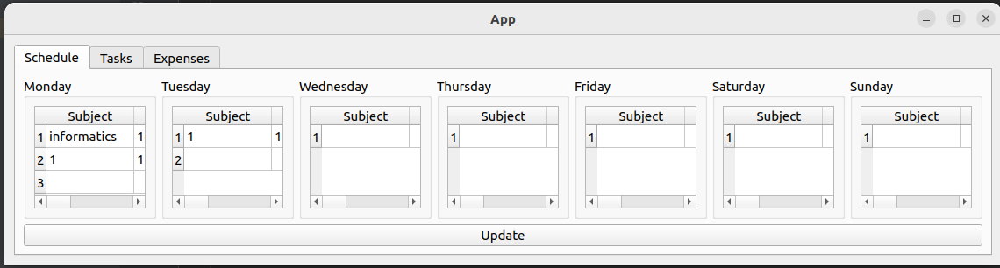 App
Schedule Tasks Expenses
Monday Tuesday Wednesday Thursday Friday Saturday Sunday
Subject Subject Subject Subject Subject Subject Subject
1 informatics 1 1 1 1 1 1 1 1 1
2 1 1 2
3
Update